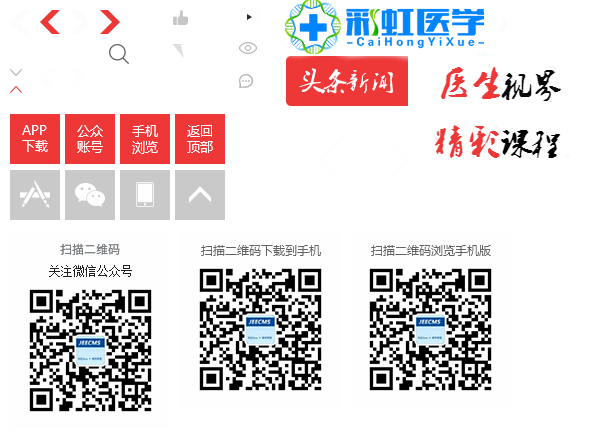 彩虹医学
-CaiHongYiXue-
头条新闻
医生视界
精彩课程
APP
下载
公众
账号
手机
浏览
返回
顶部
扫描二维码
关注微信公众号
JEECMS
扫描二维码下载到手机
JEECMS
扫描二维码浏览手机版
JEECMS